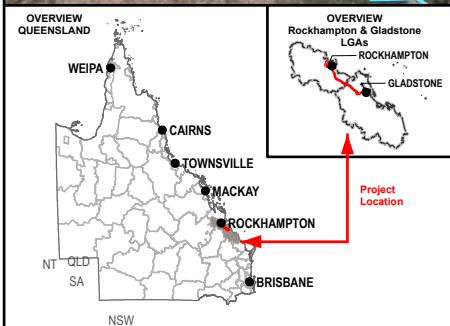 OVERVIEW
QUEENSLAND
WEIPA
CAIRNS
TOWNSVILLE
MACKAY
ROCKHAMPTON
BRISBANE
NT
QLD
SA
NSW
OVERVIEW
Rockhampton & Gladstone
LGAs
ROCKHAMPTON
GLADSTONE
Project
Location